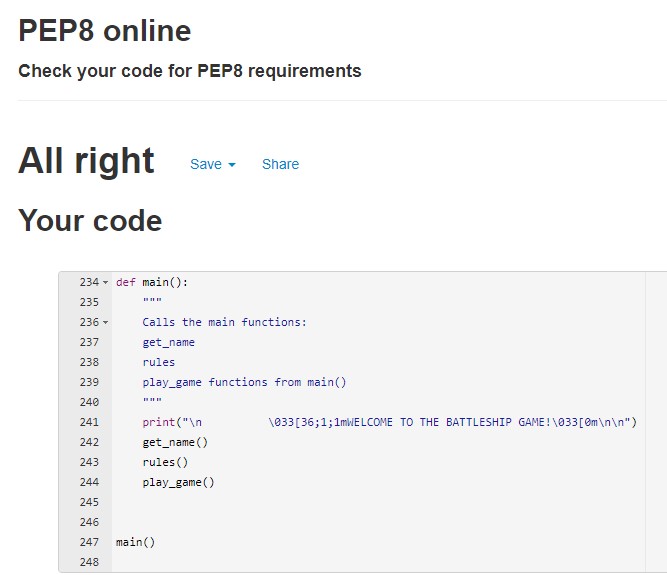 PEP8 online
Check your code for PEP8 requirements
All right Save Share
Your code
234 def main():
235     """
236     Calls the main functions:
237     get_name
238     rules
239     play_game functions from main()
240     """
241     print("\n          \033[36;1;1mWELCOME TO THE BATTLESHIP GAME!\033[0m\n\n")
242     get_name()
243     rules()
244     play_game()
245
246
247 main()
248